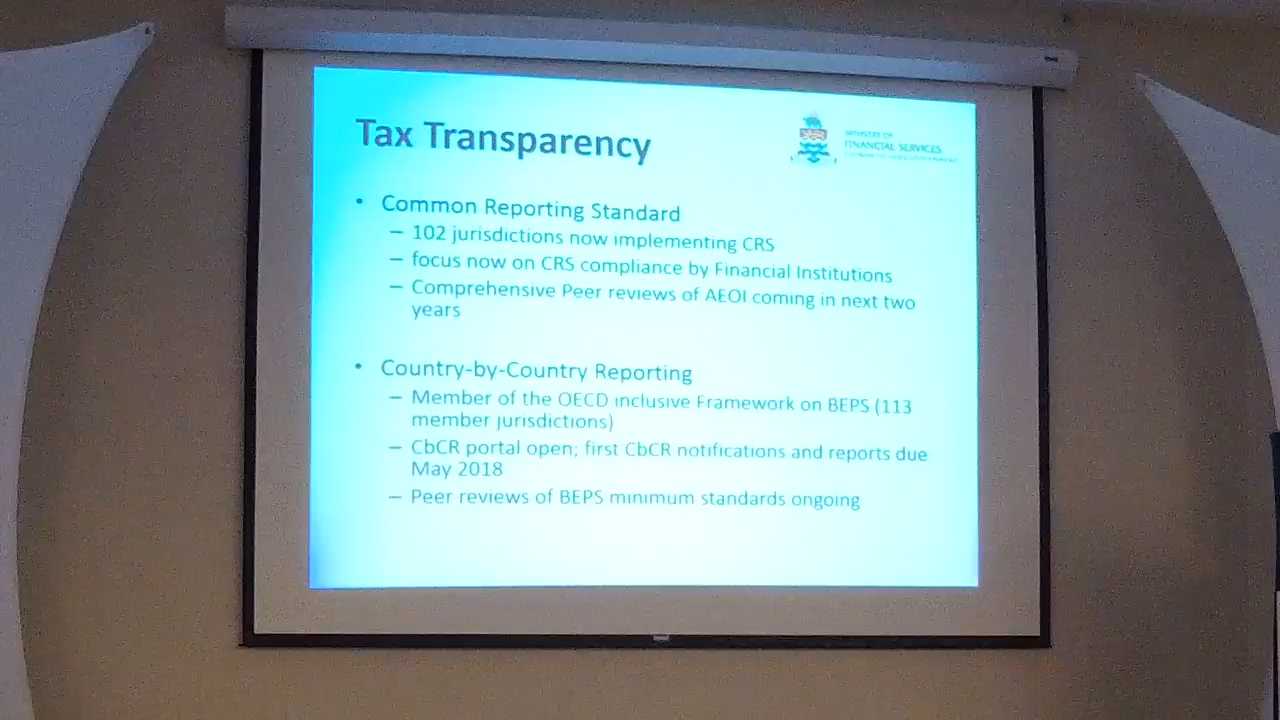 Tax Transparency
MINISTRY OF
FINANCIAL SERVICES
• Common Reporting Standard
– 102 jurisdictions now implementing CRS
– focus now on CRS compliance by Financial Institutions
– Comprehensive Peer reviews of AEOI coming in next two
years
• Country-by-Country Reporting
– Member of the OECD inclusive Framework on BEPS (113
member jurisdictions)
– CbCR portal open; first CbCR notifications and reports due
May 2018
– Peer reviews of BEPS minimum standards ongoing